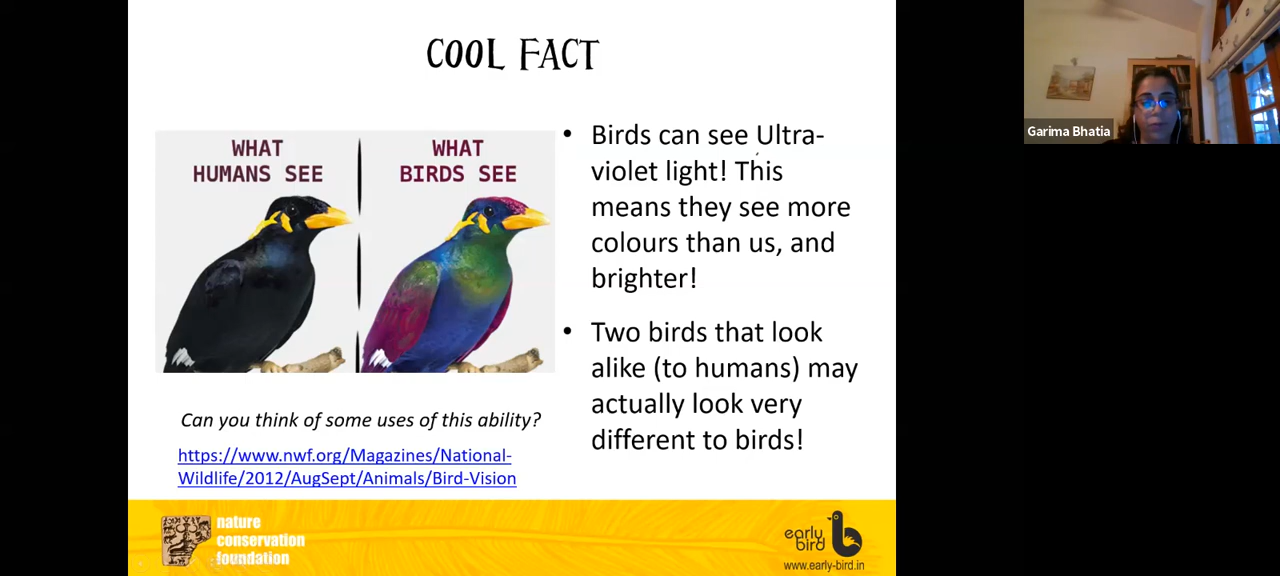 COOL FACT
WHAT
HUMANS SEE
WHAT
BIRDS SEE
• Birds can see Ultra-
violet light! This
means they see more
colours than us, and
brighter!
• Two birds that look
alike (to humans) may
actually look very
different to birds!
Can you think of some uses of this ability?
https://www.nwf.org/Magazines/National-
Wildlife/2012/AugSept/Animals/Bird-Vision
nature
conservation
foundation
early
bird
www.early-bird.in
Garima Bhatia